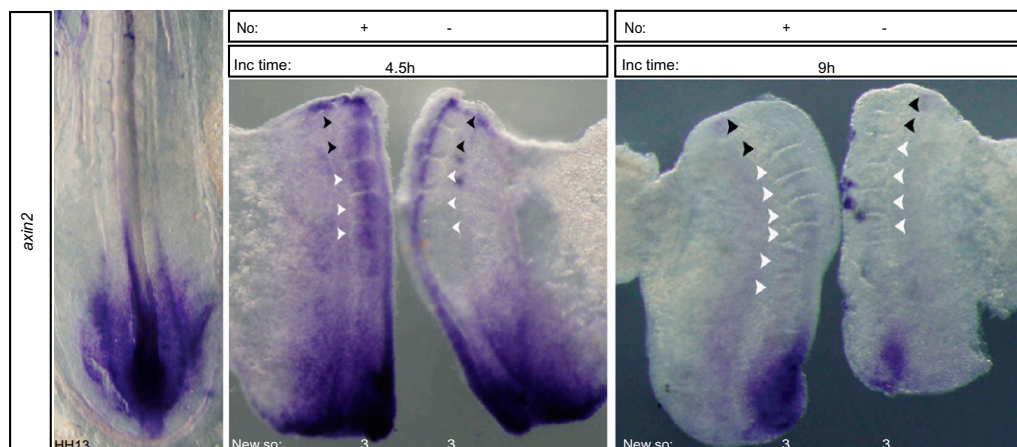 axin2
HH13
No: + -
Inc time: 4.5h
New so: 3 3
No: + -
Inc time: 9h
New so: 3 3